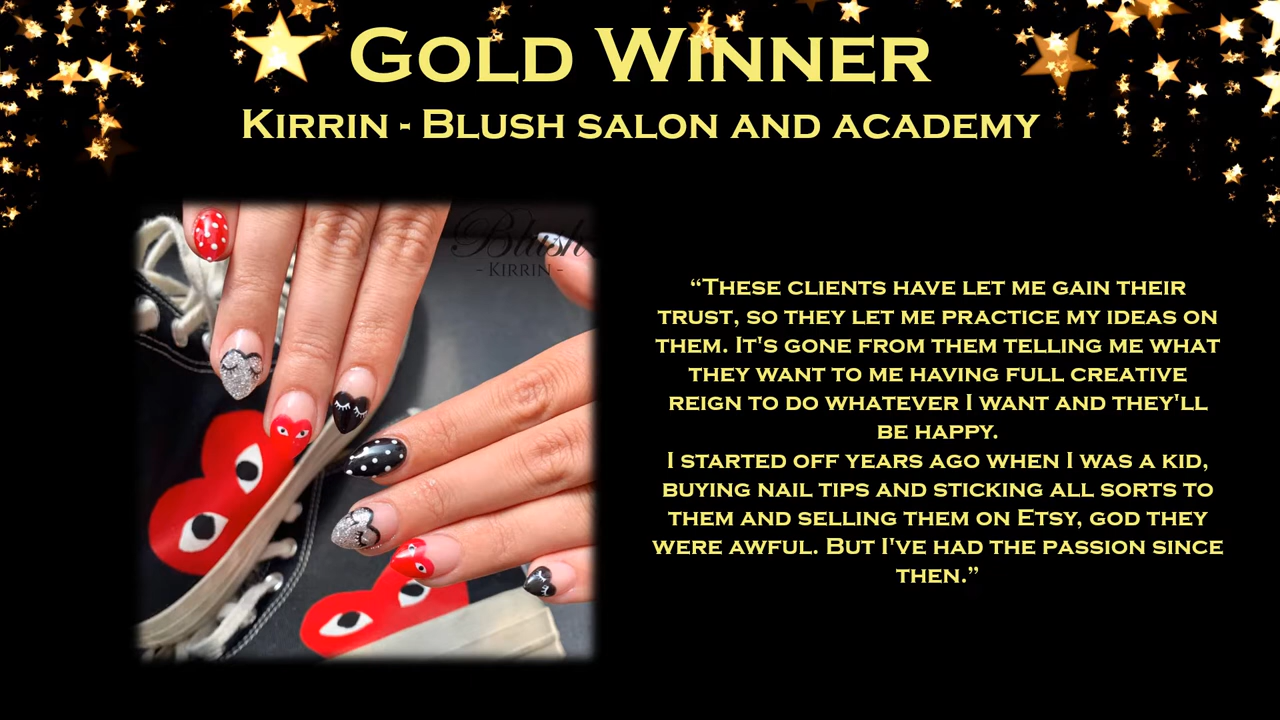 Gold Winner
Kirrin - Blush salon and academy
Blush
- Kirrin -
“These clients have let me gain their
trust, so they let me practice my ideas on
them. It's gone from them telling me what
they want to me having full creative
reign to do whatever I want and they'll
be happy.
I started off years ago when I was a kid,
buying nail tips and sticking all sorts to
them and selling them on Etsy, god they
were awful. But I've had the passion since
then.”